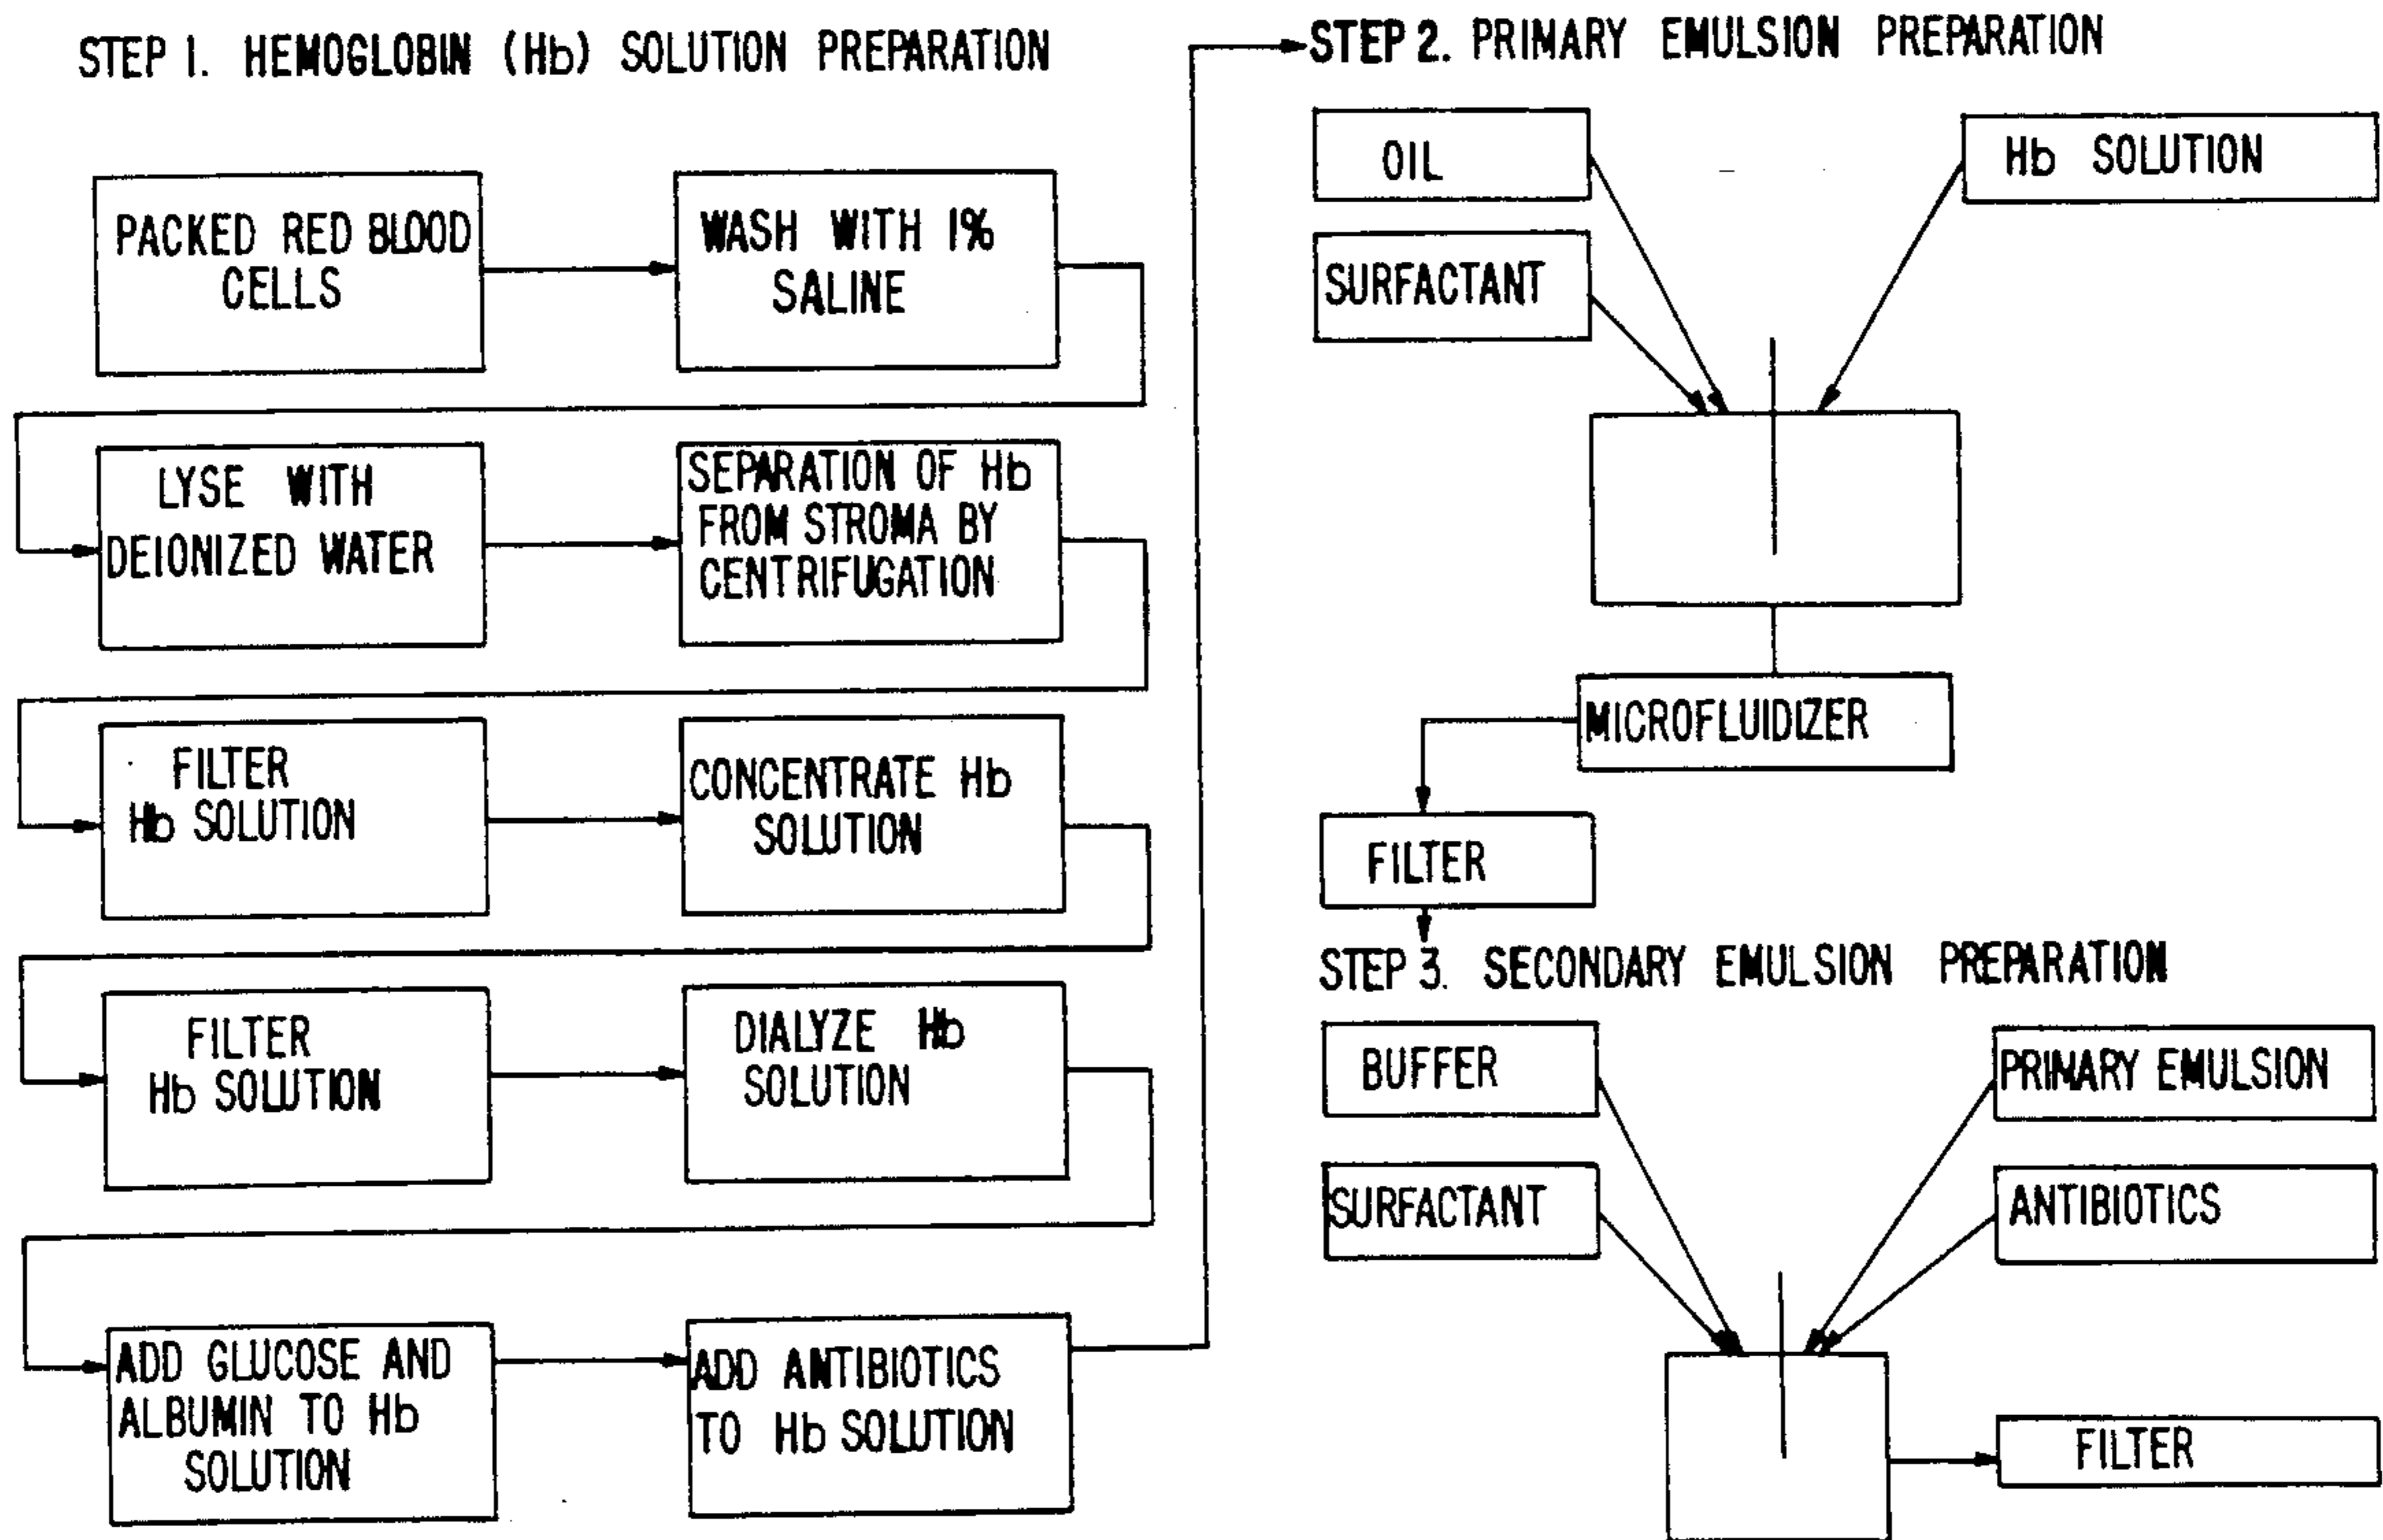 STEP 1. HEMOGLOBIN (Hb) SOLUTION PREPARATION
PACKED RED BLOOD
CELLS
WASH WITH 1%
SALINE
LYSE WITH
DEIONIZED WATER
SEPARATION OF Hb
FROM STROMA BY
CENTRIFUGATION
FILTER
Hb SOLUTION
CONCENTRATE Hb
SOLUTION
FILTER
Hb SOLUTION
DIALYZE Hb
SOLUTION
ADD GLUCOSE AND
ALBUMIN TO Hb
SOLUTION
ADD ANTIBIOTICS
TO Hb SOLUTION
STEP 2. PRIMARY EMULSION PREPARATION
OIL
Hb SOLUTION
SURFACTANT
MICROFLUIDIZER
FILTER
STEP 3. SECONDARY EMULSION PREPARATION
BUFFER
PRIMARY EMULSION
SURFACTANT
ANTIBIOTICS
FILTER